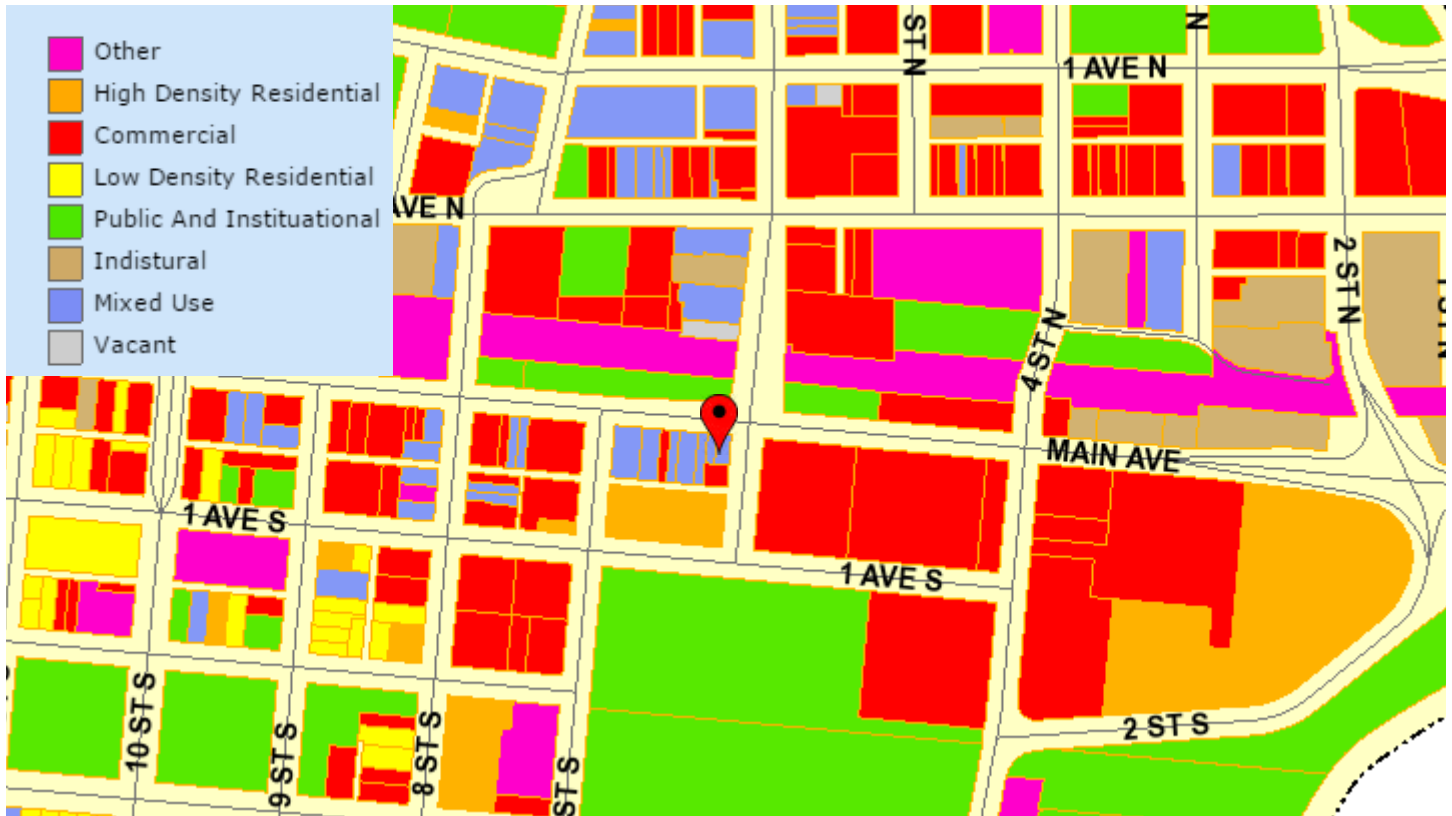 Other
High Density Residential
Commercial
Low Density Residential
Public And Instituational
Indistural
Mixed Use
Vacant
ST N
N
1 AVE N
AVE N
2 ST N
4 ST N
MAIN AVE
1 AVE S
1 AVE S
10 ST S
9 ST S
8 ST S
ST S
2 ST S